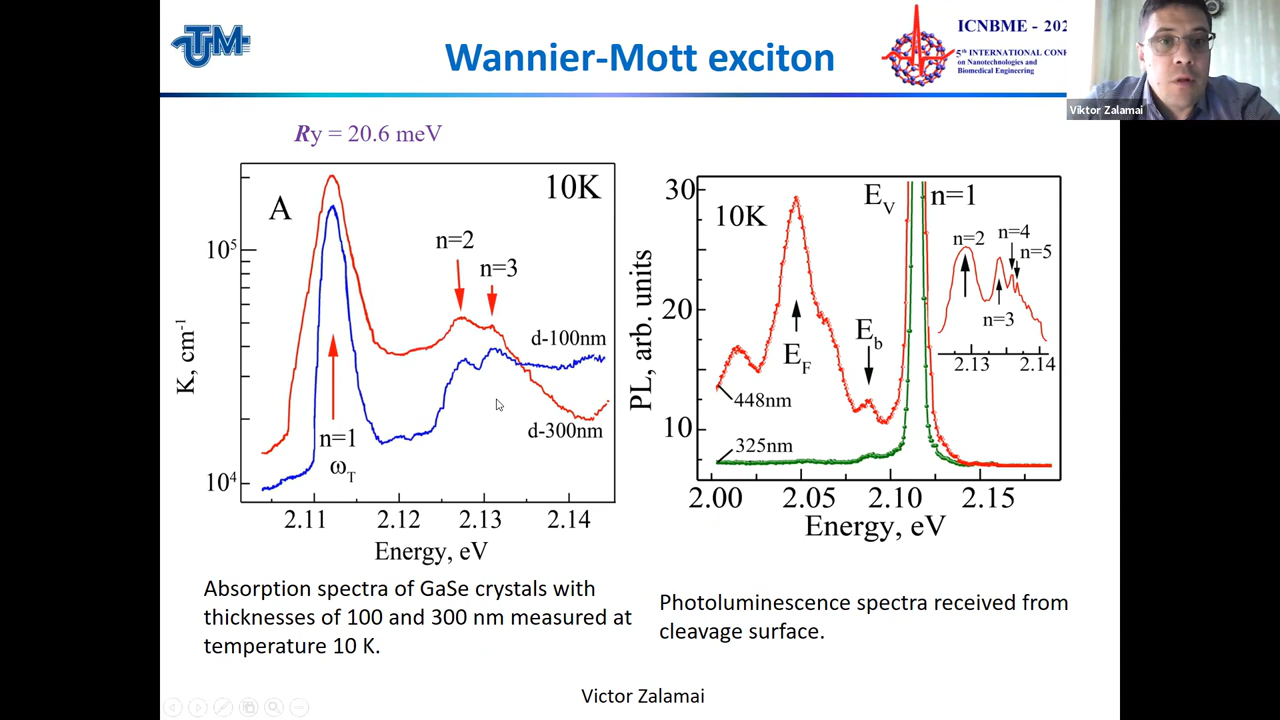 UTM
Wannier-Mott exciton
ICNBME - 202
5th INTERNATIONAL CONF
on Nanotechnologies and
Biomedical Engineering
Viktor Zalamai
Ry = 20.6 meV
A
10K
n=2
n=3
10⁵
K, cm⁻¹
d-100nm
d-300nm
n=1
ωT
10⁴
2.11 2.12 2.13 2.14
Energy, eV
30
20
10
PL, arb. units
10K
EV
n=1
n=2
n=4
n=5
n=3
2.13 2.14
EF
Eb
448nm
325nm
2.00 2.05 2.10 2.15
Energy, eV
Absorption spectra of GaSe crystals with
thicknesses of 100 and 300 nm measured at
temperature 10 K.
Photoluminescence spectra received from
cleavage surface.
Victor Zalamai